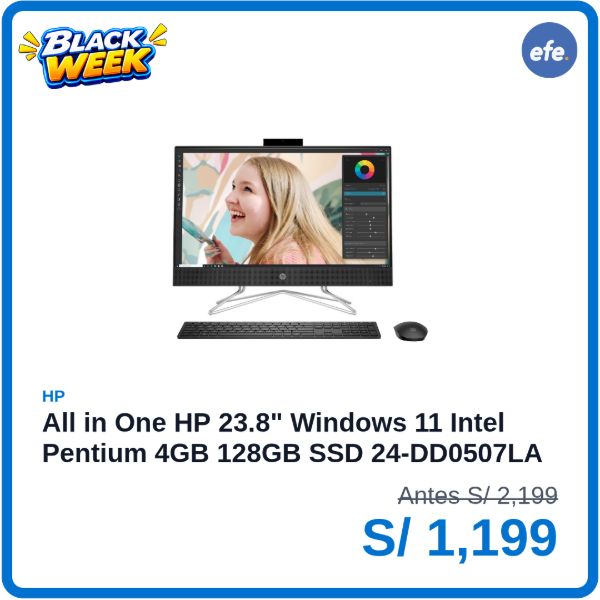 BLACK
WEEK
efe.
HP
All in One HP 23.8" Windows 11 Intel
Pentium 4GB 128GB SSD 24-DD0507LA
Antes S/ 2,199
S/ 1,199